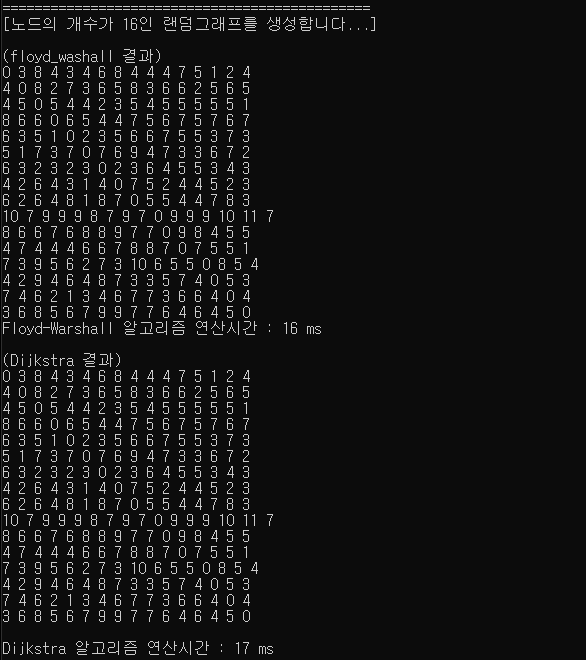 ==============================================
[노드의 개수가 16인 랜덤그래프를 생성합니다...]
(floyd_washall 결과)
0 3 8 4 3 4 6 8 4 4 4 7 5 1 2 4
4 0 8 2 7 3 6 5 8 3 6 6 2 5 6 5
4 5 0 5 4 4 2 3 5 4 5 5 5 5 5 1
8 6 6 0 6 5 4 4 7 5 6 7 5 7 6 7
6 3 5 1 0 2 3 5 6 6 7 5 5 3 7 3
5 1 7 3 7 0 7 6 9 4 7 3 3 6 7 2
6 3 2 3 2 3 0 2 3 6 4 5 5 3 4 3
4 2 6 4 3 1 4 0 7 5 2 4 4 5 2 3
6 2 6 4 8 1 8 7 0 5 5 4 4 7 8 3
10 7 9 9 9 8 7 9 7 0 9 9 9 10 11 7
8 6 6 7 6 8 8 9 7 7 0 9 8 4 5 5
4 7 4 4 4 6 6 7 8 8 7 0 7 5 5 1
7 3 9 5 6 2 7 3 10 6 5 5 0 8 5 4
4 2 9 4 6 4 8 7 3 3 5 7 4 0 5 3
7 4 6 2 1 3 4 6 7 7 3 6 6 4 0 4
3 6 8 5 6 7 9 9 7 7 6 4 6 4 5 0
Floyd-Warshall 알고리즘 연산시간 : 16 ms
(Dijkstra 결과)
0 3 8 4 3 4 6 8 4 4 4 7 5 1 2 4
4 0 8 2 7 3 6 5 8 3 6 6 2 5 6 5
4 5 0 5 4 4 2 3 5 4 5 5 5 5 5 1
8 6 6 0 6 5 4 4 7 5 6 7 5 7 6 7
6 3 5 1 0 2 3 5 6 6 7 5 5 3 7 3
5 1 7 3 7 0 7 6 9 4 7 3 3 6 7 2
6 3 2 3 2 3 0 2 3 6 4 5 5 3 4 3
4 2 6 4 3 1 4 0 7 5 2 4 4 5 2 3
6 2 6 4 8 1 8 7 0 5 5 4 4 7 8 3
10 7 9 9 9 8 7 9 7 0 9 9 9 10 11 7
8 6 6 7 6 8 8 9 7 7 0 9 8 4 5 5
4 7 4 4 4 6 6 7 8 8 7 0 7 5 5 1
7 3 9 5 6 2 7 3 10 6 5 5 0 8 5 4
4 2 9 4 6 4 8 7 3 3 5 7 4 0 5 3
7 4 6 2 1 3 4 6 7 7 3 6 6 4 0 4
3 6 8 5 6 7 9 9 7 7 6 4 6 4 5 0
Dijkstra 알고리즘 연산시간 : 17 ms